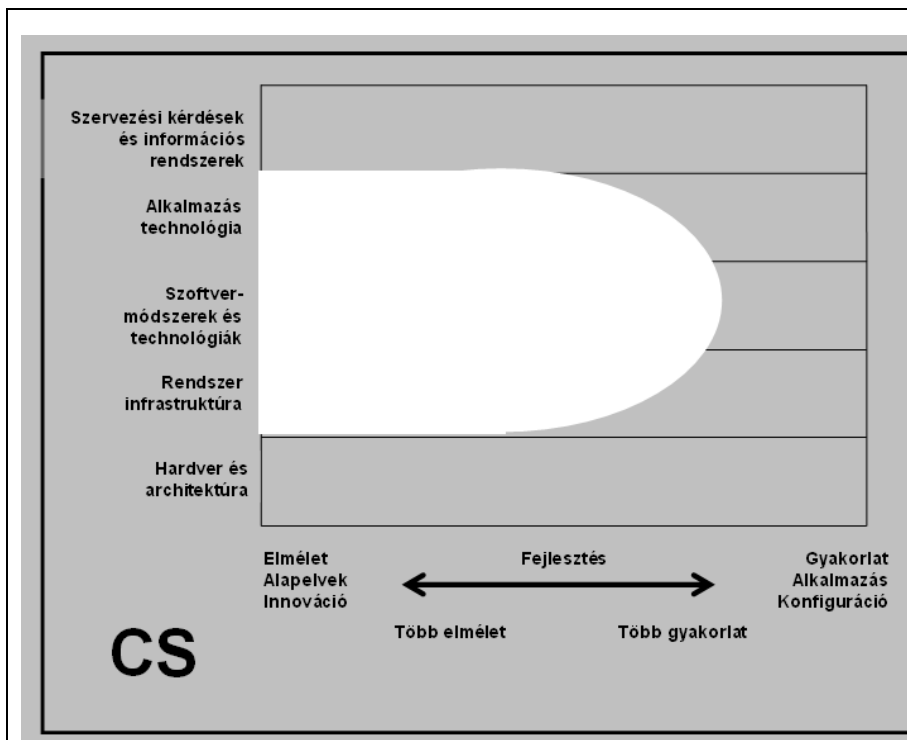 Szervezési kérdések
és információs
rendszerek
Alkalmazás
technológia
Szoftver-
módszerek és
technológiák
Rendszer
infrastruktúra
Hardver és
architektúra
Elmélet
Alapelvek
Innováció
Fejlesztés
Gyakorlat
Alkalmazás
Konfiguráció
Több elmélet
Több gyakorlat
CS